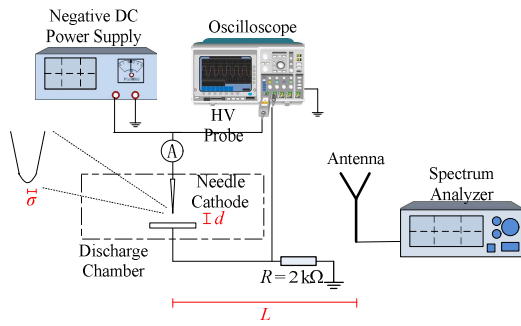 Negative DC
Power Supply
Oscilloscope
HV
Probe
A
Needle
Cathode
σ
d
Discharge
Chamber
R = 2 kΩ
Antenna
Spectrum
Analyzer
L